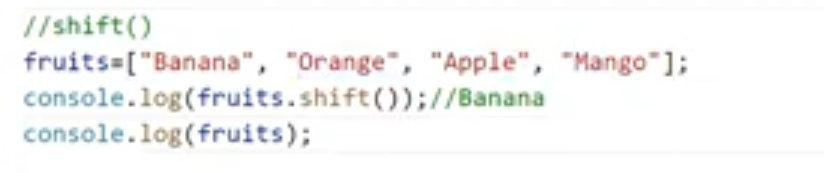 //shift()
fruits=["Banana", "Orange", "Apple", "Mango"];
console.log(fruits.shift());//Banana
console.log(fruits);